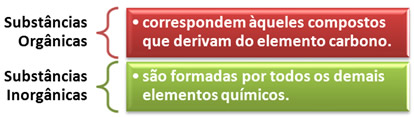 Substâncias
Orgânicas
• correspondem àqueles compostos
que derivam do elemento carbono.
Substâncias
Inorgânicas
• são formadas por todos os demais
elementos químicos.